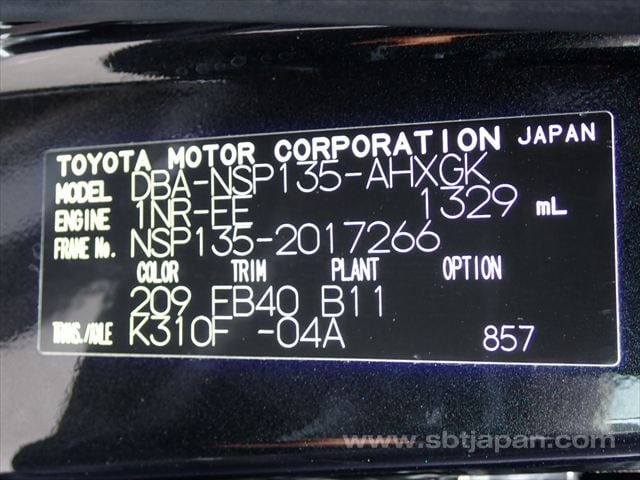 TOYOTA MOTOR CORPORATION JAPAN
MODEL DBA-NSP135-AHXGK
ENGINE 1NR-FE 1329 mL
FRAME No. NSP135-2017266
COLOR TRIM PLANT OPTION
209 FB40 B11
TRANS./AXLE K310F -04A 857
www.sbtjapan.com